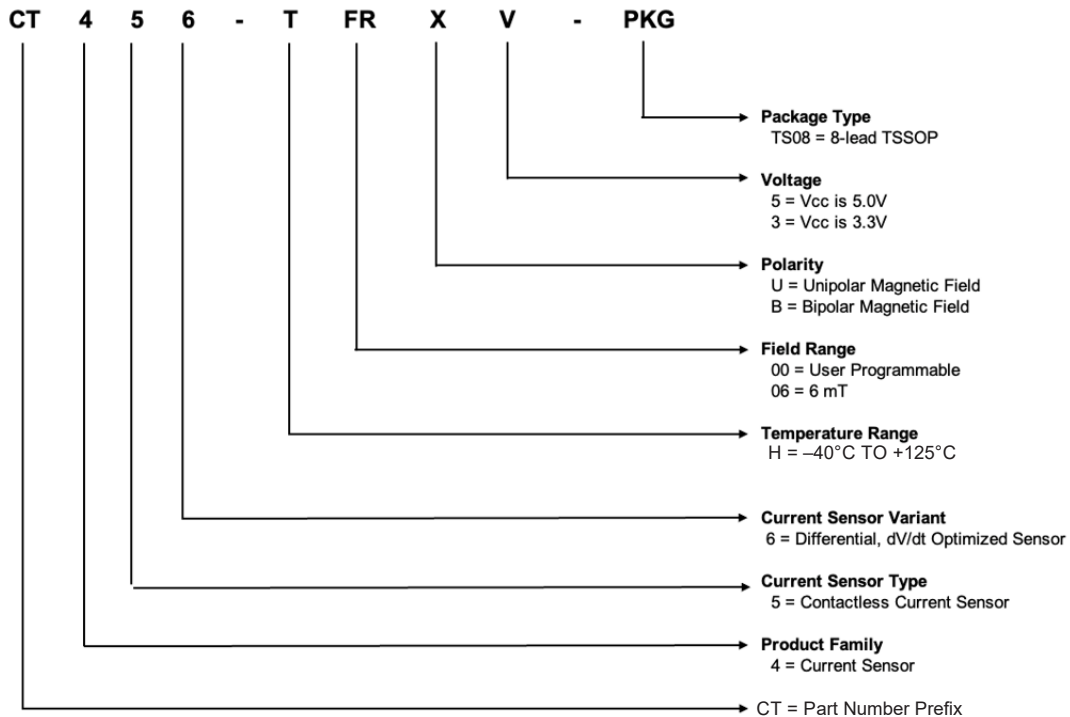 CT 4 5 6 - T FR X V - PKG
Package Type
TS08 = 8-lead TSSOP
Voltage
5 = Vcc is 5.0V
3 = Vcc is 3.3V
Polarity
U = Unipolar Magnetic Field
B = Bipolar Magnetic Field
Field Range
00 = User Programmable
06 = 6 mT
Temperature Range
H = –40°C TO +125°C
Current Sensor Variant
6 = Differential, dV/dt Optimized Sensor
Current Sensor Type
5 = Contactless Current Sensor
Product Family
4 = Current Sensor
CT = Part Number Prefix